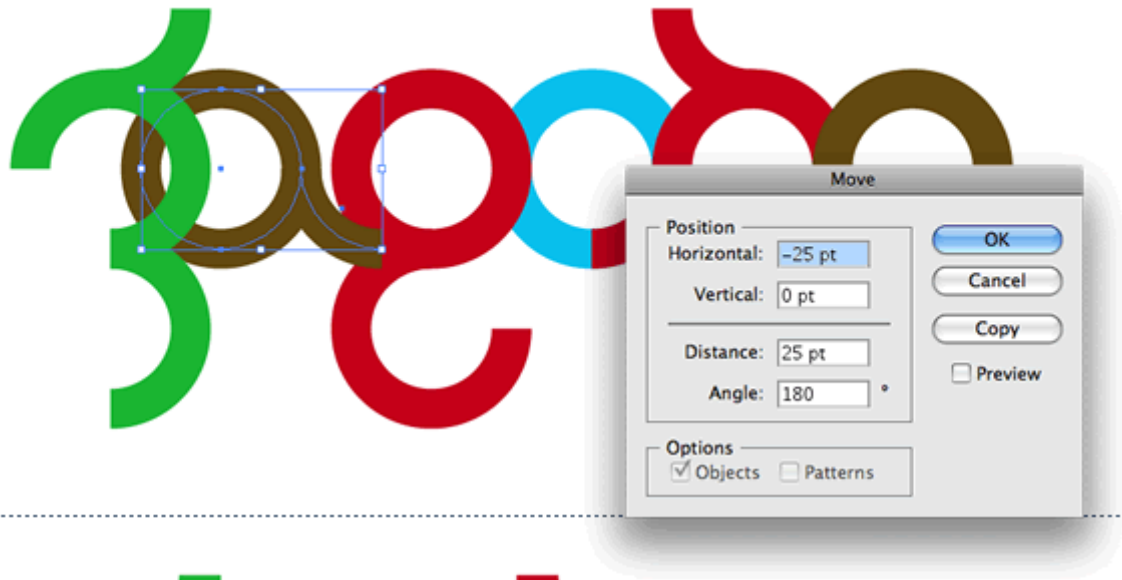 Move
Position
Horizontal: -25 pt
Vertical: 0 pt
Distance: 25 pt
Angle: 180 °
OK
Cancel
Copy
Preview
Options
Objects Patterns